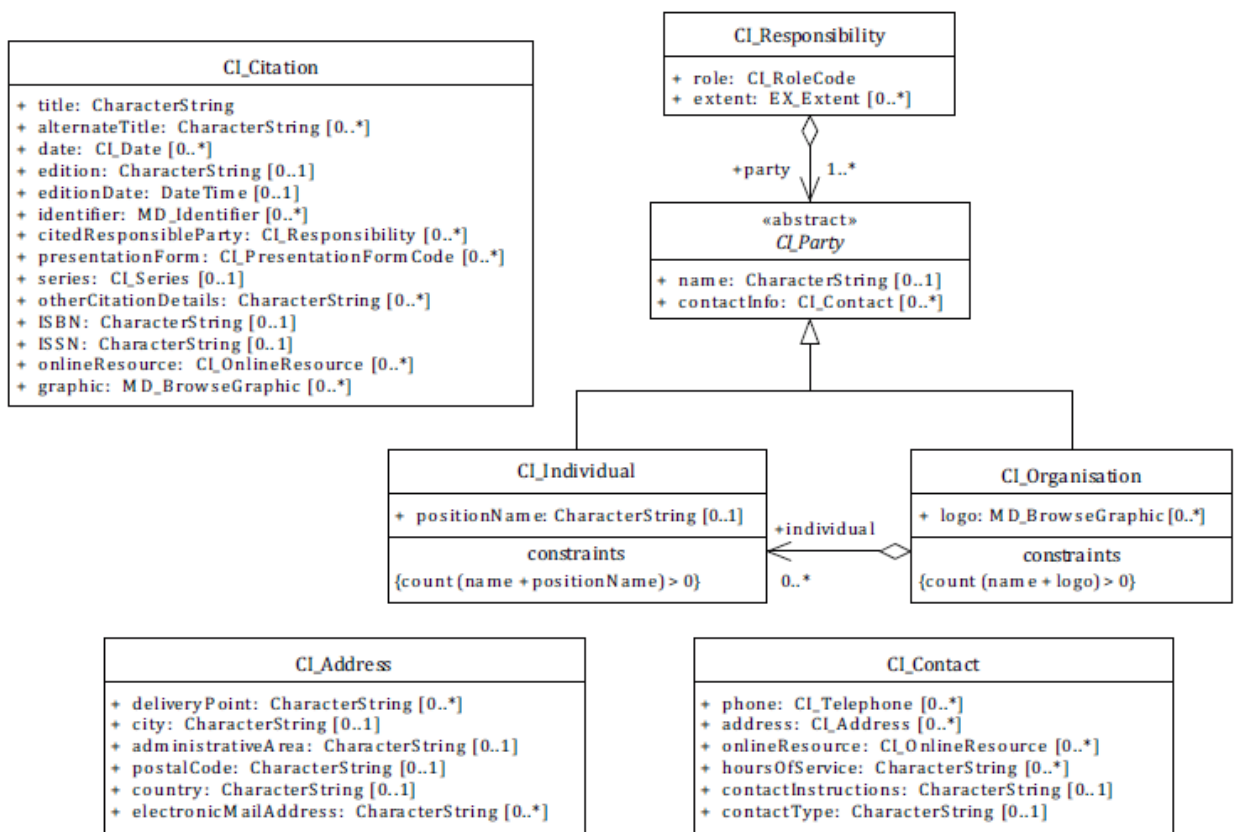 CI_Citation
+ title: CharacterString
+ alternateTitle: CharacterString [0..*]
+ date: CI_Date [0..*]
+ edition: CharacterString [0..1]
+ editionDate: DateTime [0..1]
+ identifier: MD_Identifier [0..*]
+ citedResponsibleParty: CI_Responsibility [0..*]
+ presentationForm: CI_PresentationFormCode [0..*]
+ series: CI_Series [0..1]
+ otherCitationDetails: CharacterString [0..*]
+ ISBN: CharacterString [0..1]
+ ISSN: CharacterString [0..1]
+ onlineResource: CI_OnlineResource [0..*]
+ graphic: MD_BrowseGraphic [0..*]
CI_Responsibility
+ role: CI_RoleCode
+ extent: EX_Extent [0..*]
+party 1..*
«abstract»
CI_Party
+ name: CharacterString [0..1]
+ contactInfo: CI_Contact [0..*]
CI_Individual
+ positionName: CharacterString [0..1]
constraints
{count (name + positionName) > 0}
+individual
0..*
CI_Organisation
+ logo: MD_BrowseGraphic [0..*]
constraints
{count (name + logo) > 0}
CI_Address
+ deliveryPoint: CharacterString [0..*]
+ city: CharacterString [0..1]
+ administrativeArea: CharacterString [0..1]
+ postalCode: CharacterString [0..1]
+ country: CharacterString [0..1]
+ electronicMailAddress: CharacterString [0..*]
CI_Contact
+ phone: CI_Telephone [0..*]
+ address: CI_Address [0..*]
+ onlineResource: CI_OnlineResource [0..*]
+ hoursOfService: CharacterString [0..*]
+ contactInstructions: CharacterString [0..1]
+ contactType: CharacterString [0..1]